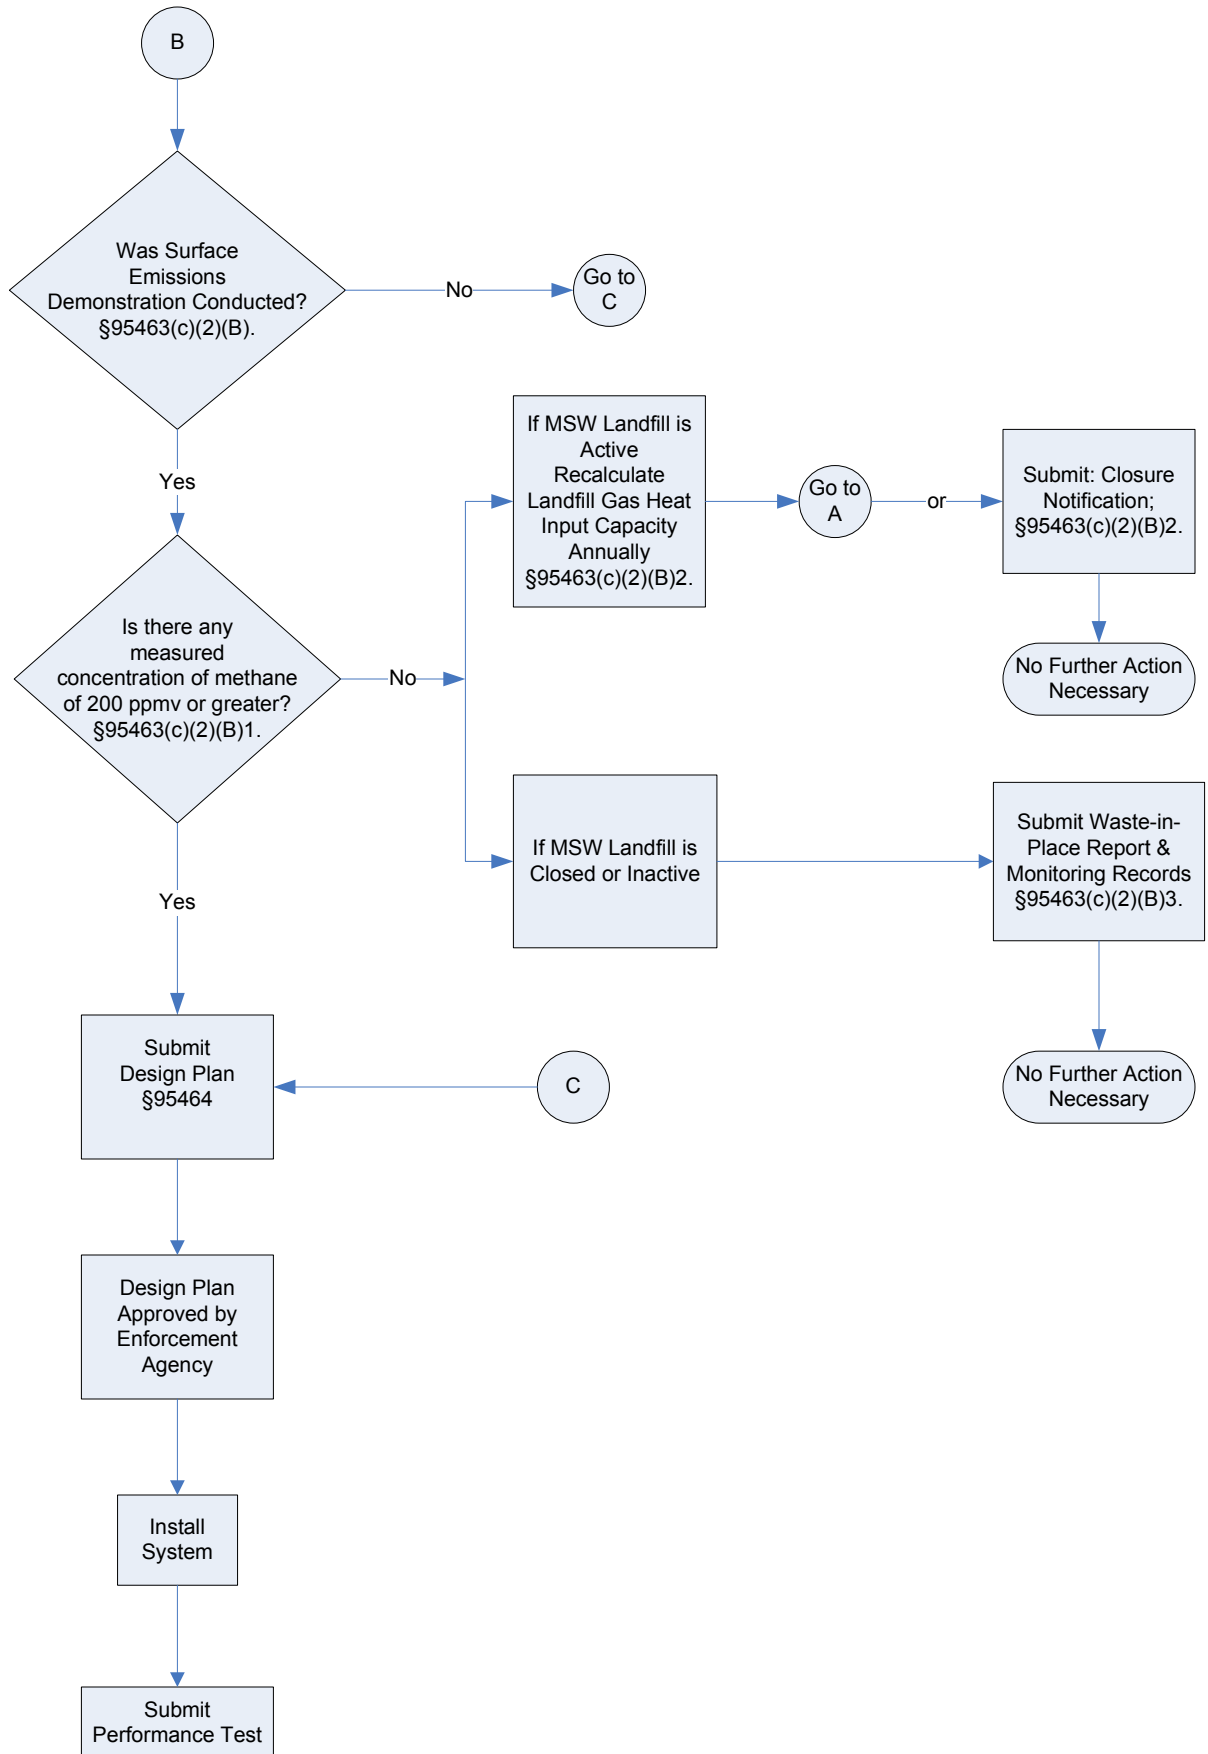 B
Was Surface
Emissions
Demonstration Conducted?
§95463(c)(2)(B).
No
Go to
C
Yes
If MSW Landfill is
Active
Recalculate
Landfill Gas Heat
Input Capacity
Annually
§95463(c)(2)(B)2.
Go to
A
or
Submit: Closure
Notification;
§95463(c)(2)(B)2.
No Further Action
Necessary
Is there any
measured
concentration of methane
of 200 ppmv or greater?
§95463(c)(2)(B)1.
No
If MSW Landfill is
Closed or Inactive
Submit Waste-in-
Place Report &
Monitoring Records
§95463(c)(2)(B)3.
No Further Action
Necessary
Yes
Submit
Design Plan
§95464
C
Design Plan
Approved by
Enforcement
Agency
Install
System
Submit
Performance Test